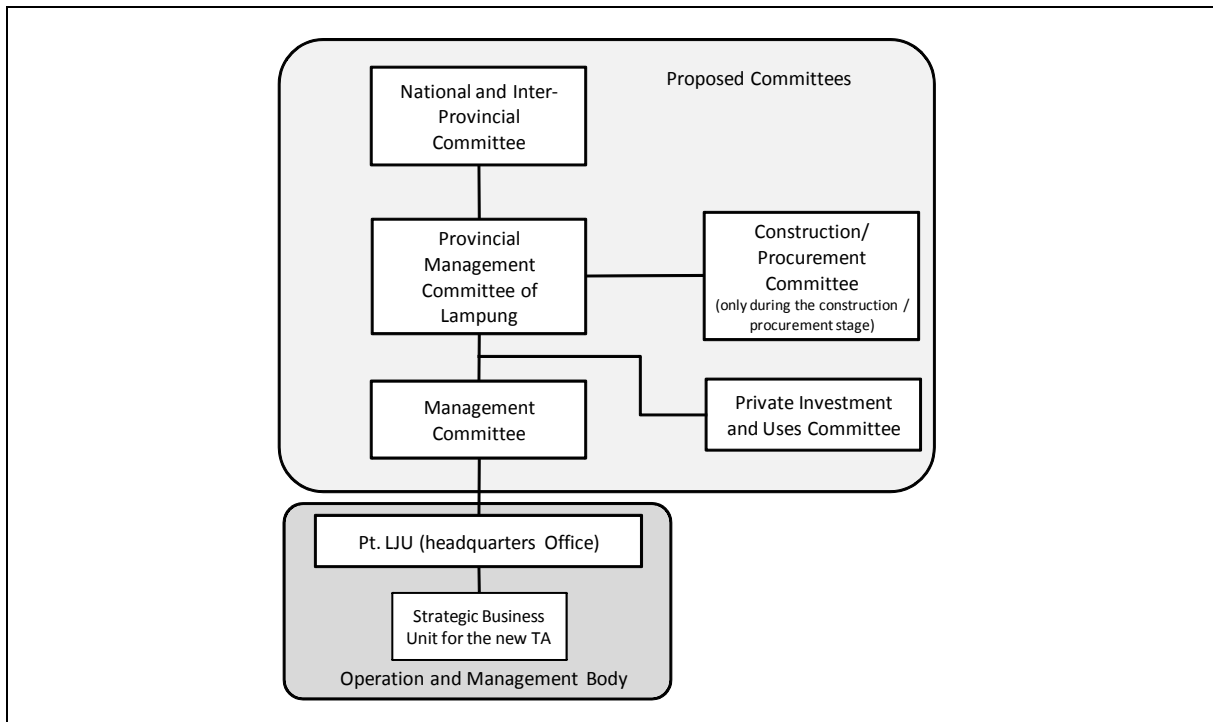 Proposed Committees
National and Inter-
Provincial
Committee
Provincial
Management
Committee of
Lampung
Construction/
Procurement
Committee
(only during the construction /
procurement stage)
Management
Committee
Private Investment
and Uses Committee
Pt. LJU (headquarters Office)
Strategic Business
Unit for the new TA
Operation and Management Body